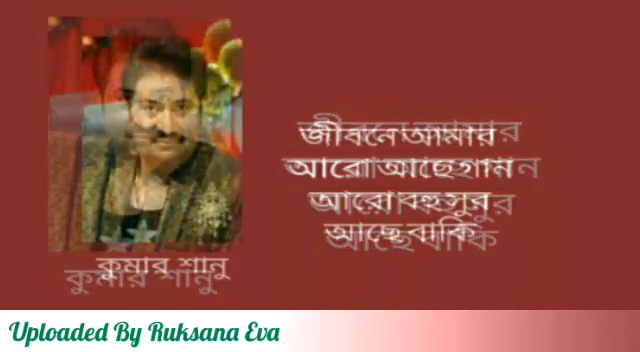 জীবনে আমার
আরো আছে গান
আরো বহু সুর
আছে বাকি
কুমার শানু
Uploaded By Ruksana Eva